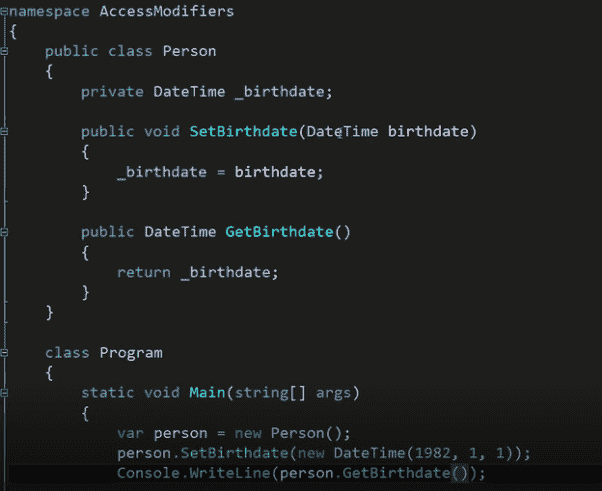 namespace AccessModifiers
{
    public class Person
    {
        private DateTime _birthdate;

        public void SetBirthdate(DateTime birthdate)
        {
            _birthdate = birthdate;
        }

        public DateTime GetBirthdate()
        {
            return _birthdate;
        }
    }

    class Program
    {
        static void Main(string[] args)
        {
            var person = new Person();
            person.SetBirthdate(new DateTime(1982, 1, 1));
            Console.WriteLine(person.GetBirthdate());